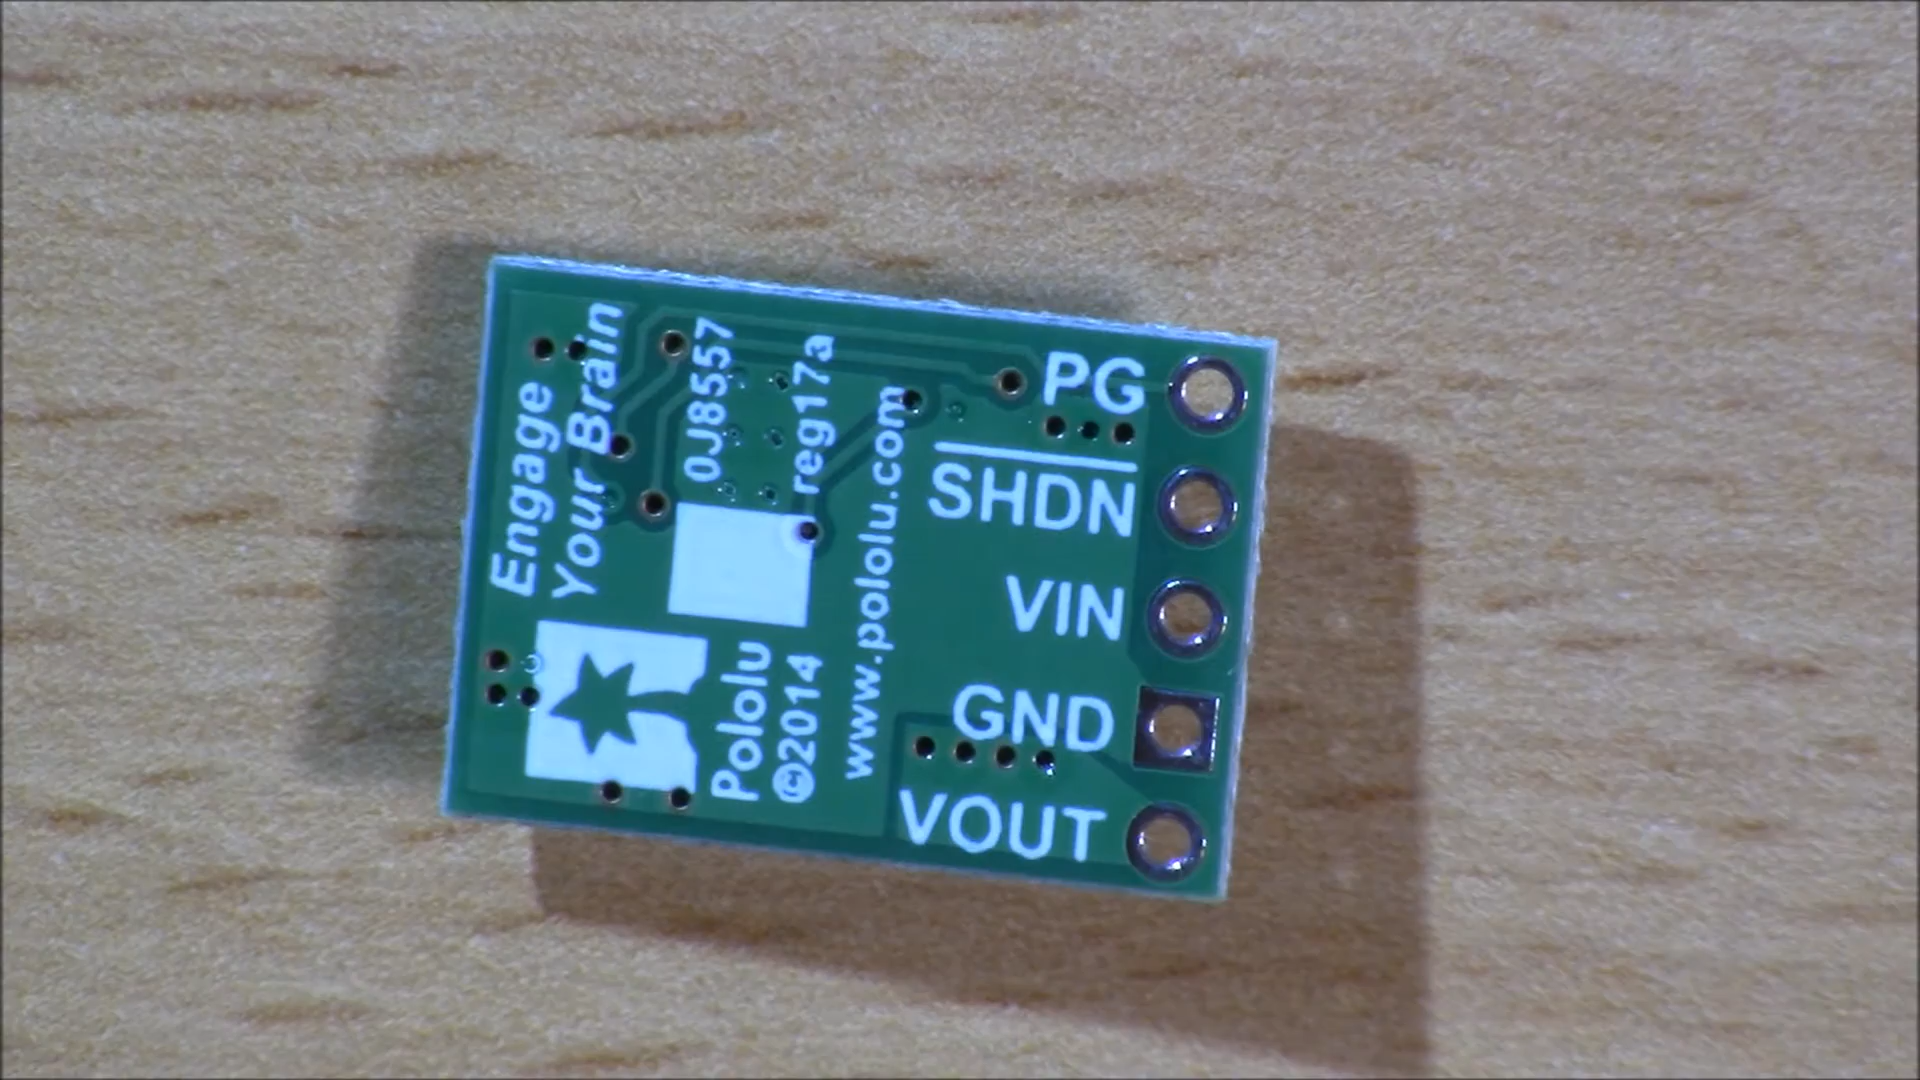 Engage
Your Brain
0J8557
reg17a
Pololu
©2014
www.pololu.com
PG
SHDN
VIN
GND
VOUT